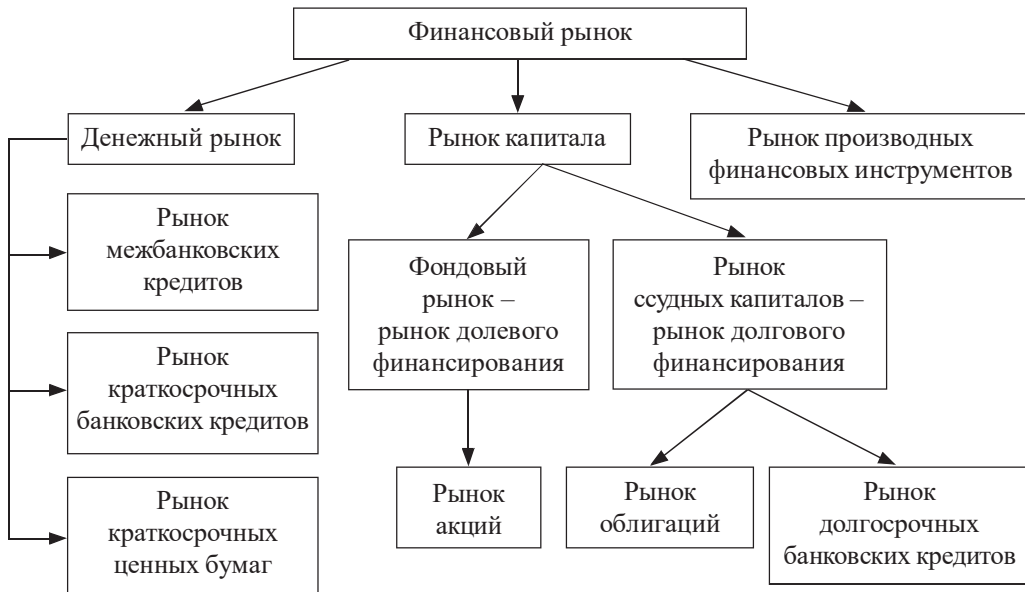 Финансовый рынок
Денежный рынок
Рынок капитала
Рынок производных
финансовых инструментов
Рынок
межбанковских
кредитов
Фондовый
рынок –
рынок долевого
финансирования
Рынок
ссудных капиталов –
рынок долгового
финансирования
Рынок
краткосрочных
банковских кредитов
Рынок
краткосрочных
ценных бумаг
Рынок
акций
Рынок
облигаций
Рынок
долгосрочных
банковских кредитов